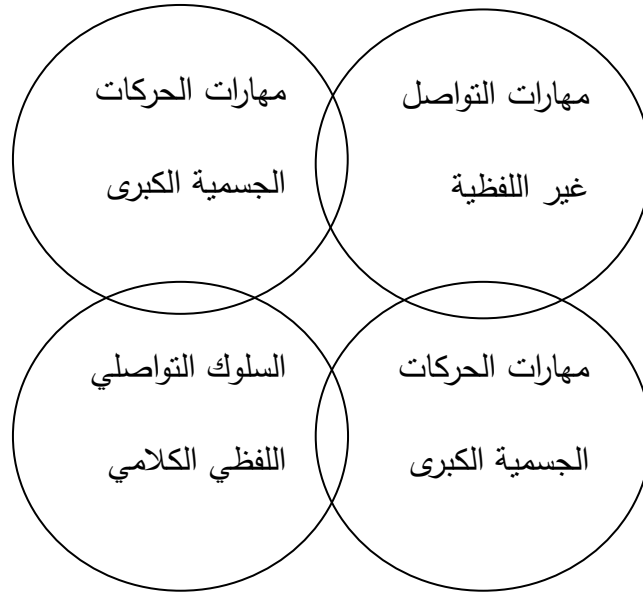 مهارات التواصل
غير اللفظية
مهارات الحركات
الجسمية الكبرى
مهارات الحركات
الجسمية الكبرى
السلوك التواصلي
اللفظي الكلامي